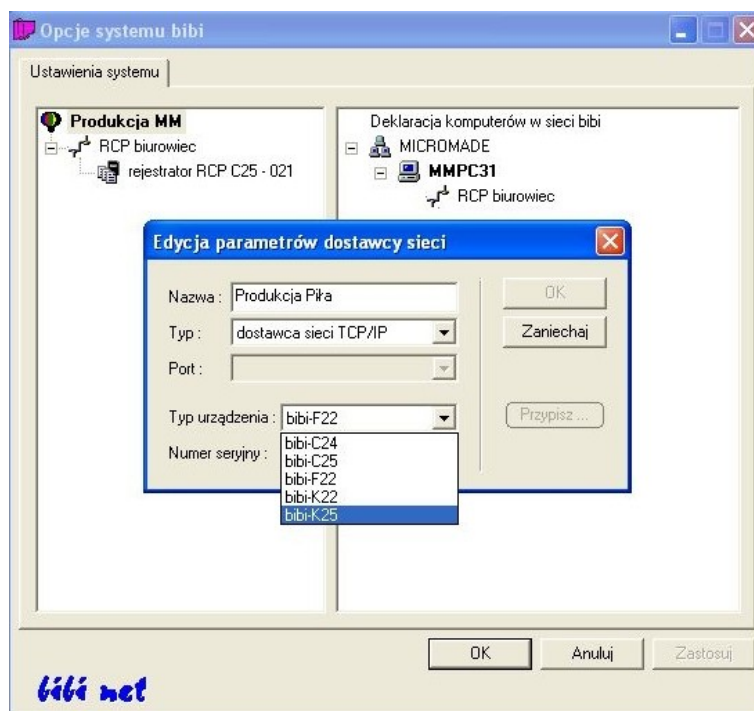 Opcje systemu bibi
Ustawienia systemu
Produkcja MM
RCP biurowiec
rejestrator RCP C25 - 021
Deklaracja komputerów w sieci bibi
MICROMADE
MMPC31
RCP biurowiec
Edycja parametrów dostawcy sieci
Nazwa : Produkcja Piła
OK
Typ : dostawca sieci TCP/IP
Zaniechaj
Port :
Typ urządzenia : bibi-F22
Przypisz ...
Numer seryjny :
bibi-C24
bibi-C25
bibi-F22
bibi-K22
bibi-K25
OK
Anuluj
Zastosuj
bibi net